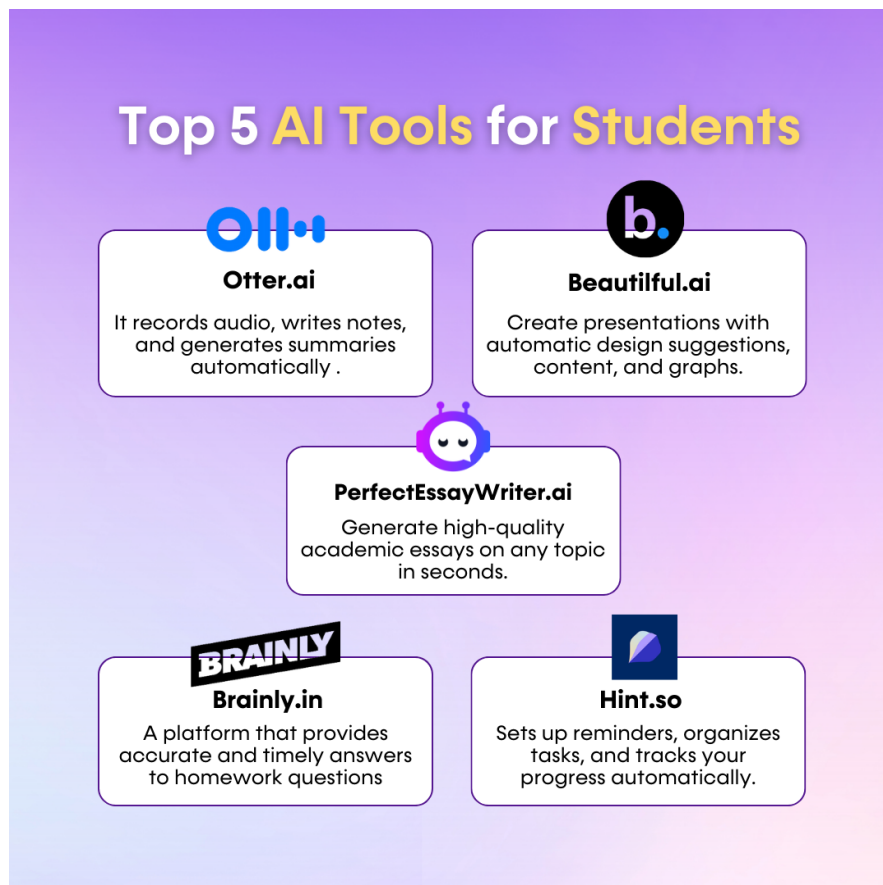 Top 5 AI Tools for Students
Otter.ai
It records audio, writes notes,
and generates summaries
automatically .
b.
Beautilful.ai
Create presentations with
automatic design suggestions,
content, and graphs.
PerfectEssayWriter.ai
Generate high-quality
academic essays on any topic
in seconds.
BRAINLY
Brainly.in
A platform that provides
accurate and timely answers
to homework questions
Hint.so
Sets up reminders, organizes
tasks, and tracks your
progress automatically.